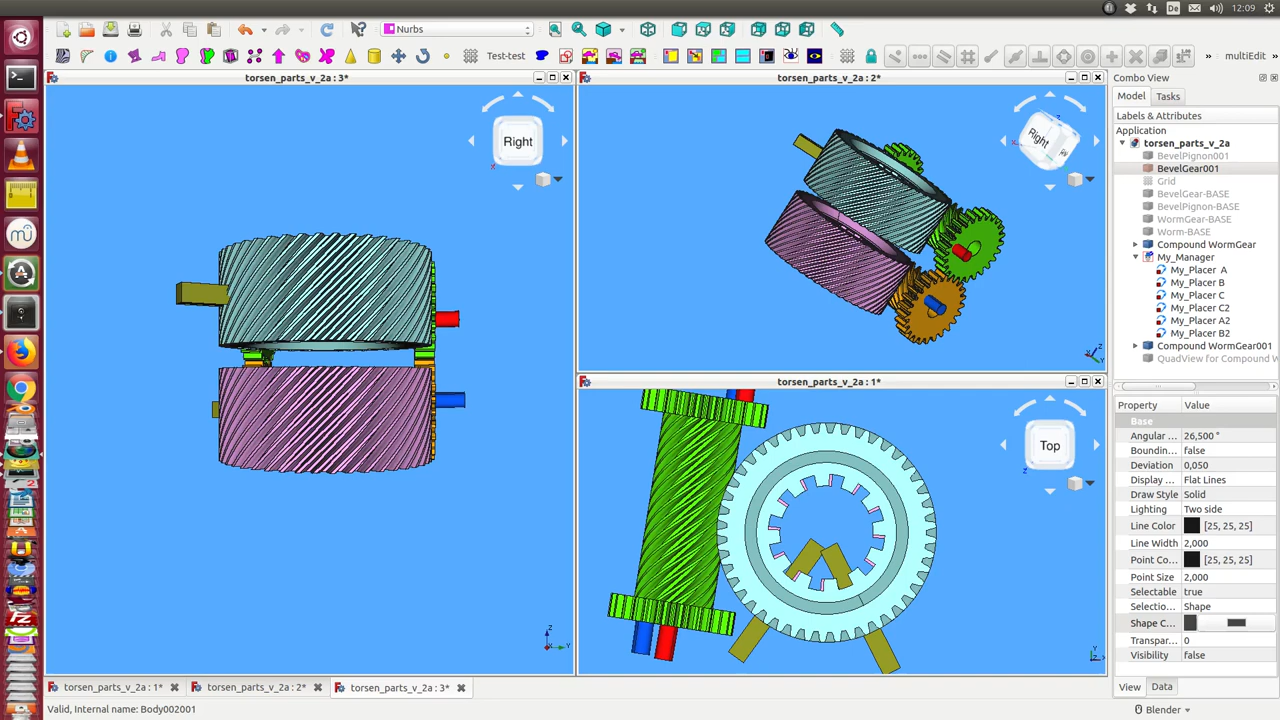 De
12:09
Nurbs
Test-test
multiEdit
torsen_parts_v_2a : 3*
torsen_parts_v_2a : 2*
Combo View
Model
Tasks
Labels & Attributes
Application
torsen_parts_v_2a
BevelPignon001
BevelGear001
Grid
BevelGear-BASE
BevelPignon-BASE
WormGear-BASE
Worm-BASE
Compound WormGear
My_Manager
My_Placer A
My_Placer B
My_Placer C
My_Placer C2
My_Placer A2
My_Placer B2
Compound WormGear001
QuadView for Compound W
Right
Right
torsen_parts_v_2a : 1*
Top
Property
Value
Base
Angular ...
26,500 °
Boundin...
false
Deviation
0,050
Display ...
Flat Lines
Draw Style
Solid
Lighting
Two side
Line Color
[25, 25, 25]
Line Width
2,000
Point Co...
[25, 25, 25]
Point Size
2,000
Selectable
true
Selectio...
Shape
Shape C...
Transpar...
0
Visibility
false
View
Data
torsen_parts_v_2a : 1*
torsen_parts_v_2a : 2*
torsen_parts_v_2a : 3*
Valid, Internal name: Body002001
Blender